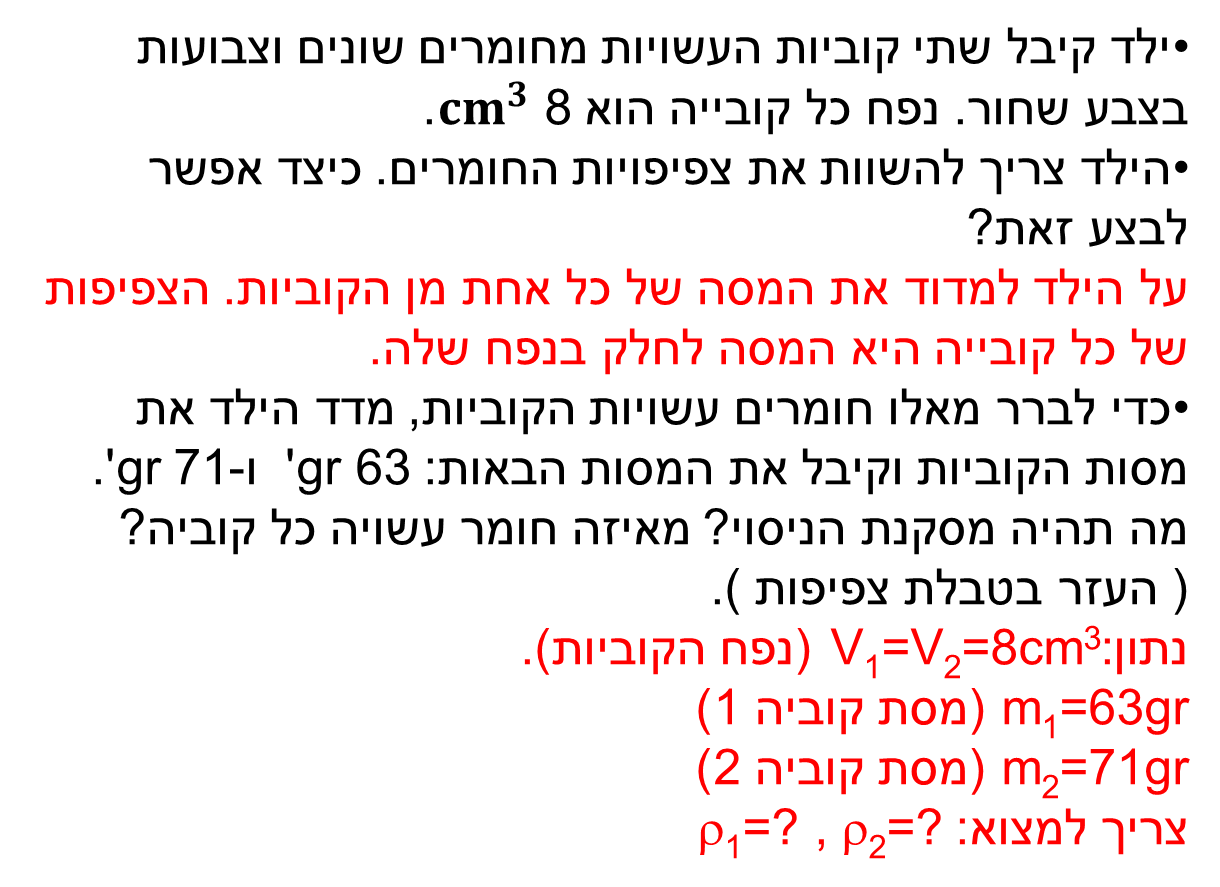 •ילד קיבל שתי קוביות העשויות מחומרים שונים וצבועות
בצבע שחור. נפח כל קובייה הוא 8 cm³.
•הילד צריך להשוות את צפיפויות החומרים. כיצד אפשר
לבצע זאת?
על הילד למדוד את המסה של כל אחת מן הקוביות. הצפיפות
של כל קובייה היא המסה לחלק בנפח שלה.
•כדי לברר מאלו חומרים עשויות הקוביות, מדד הילד את
מסות הקוביות וקיבל את המסות הבאות: 63 gr' ו-71 gr'.
מה תהיה מסקנת הניסוי? מאיזה חומר עשויה כל קוביה?
( העזר בטבלת צפיפות ).
נתון: V₁=V₂=8cm³ (נפח הקוביות).
m₁=63gr (מסת קוביה 1)
m₂=71gr (מסת קוביה 2)
צריך למצוא: ρ₁=? , ρ₂=?